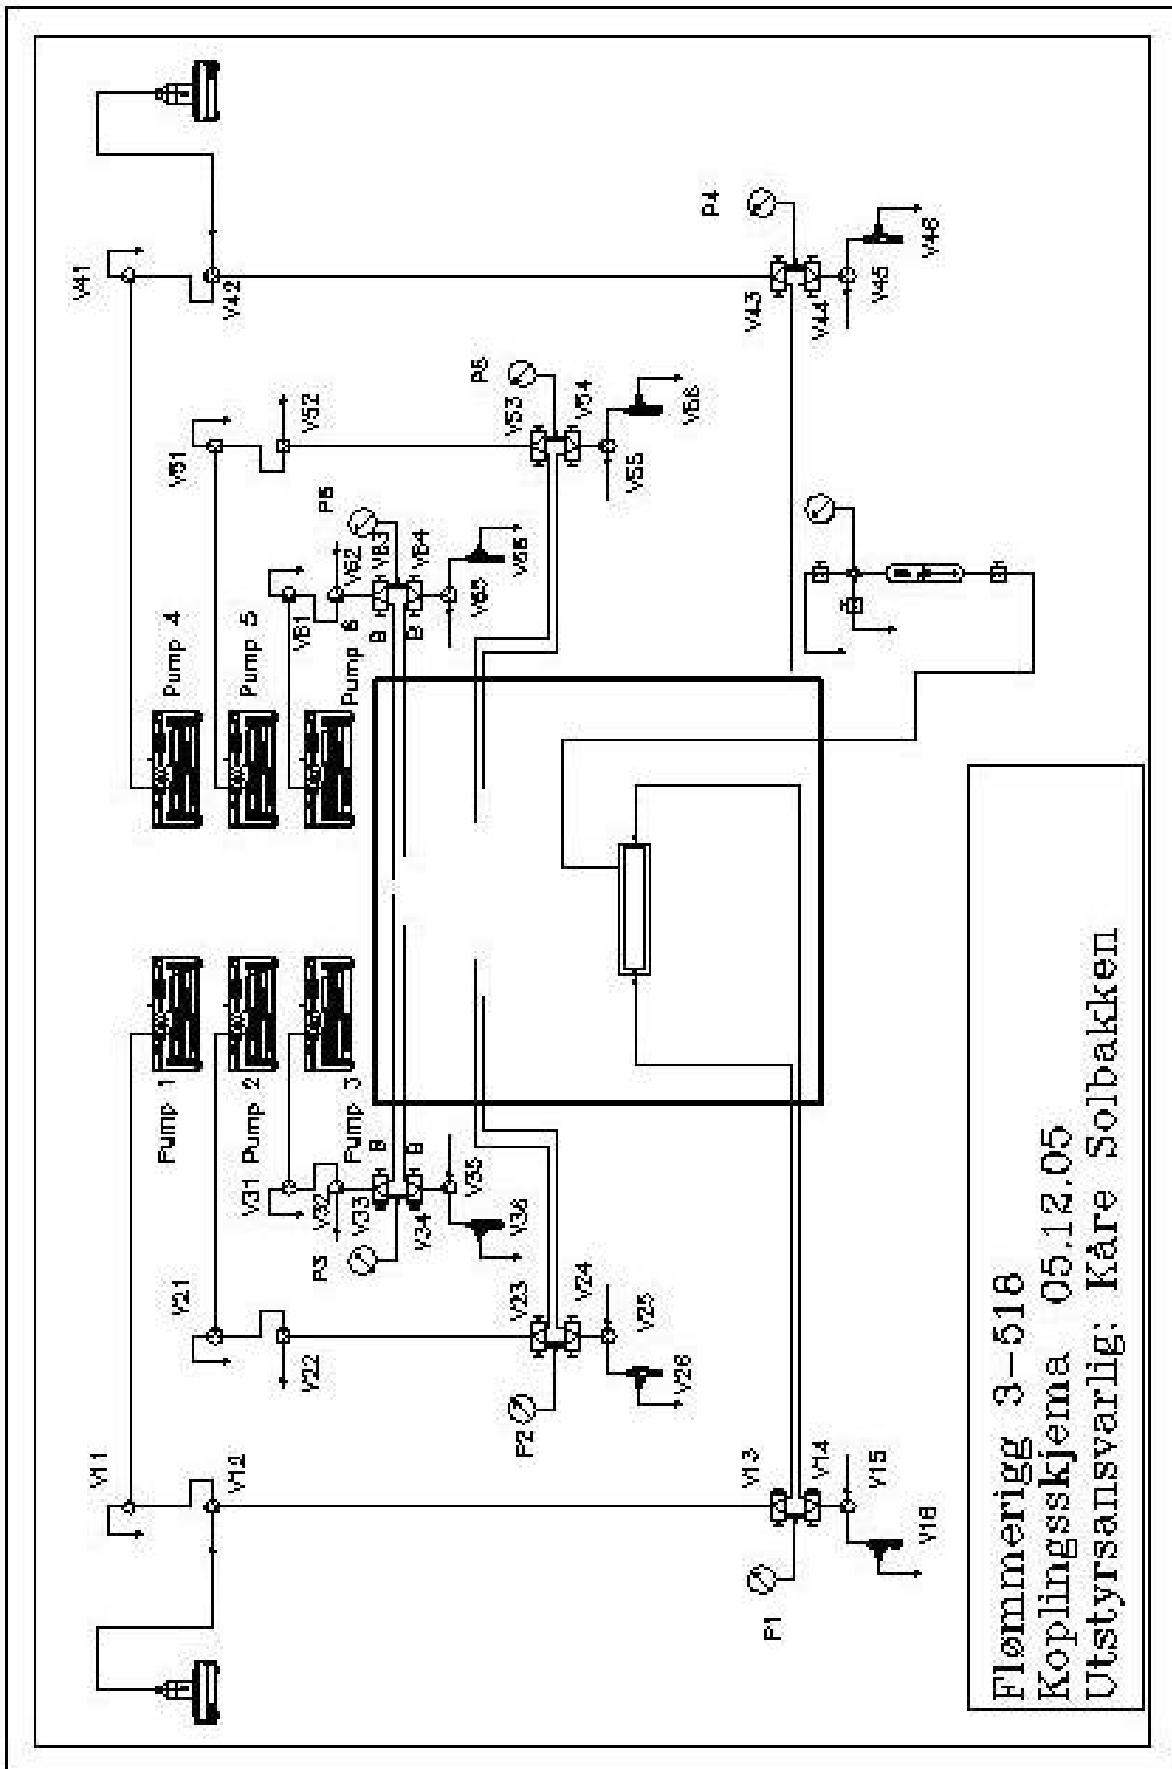 V11
V12
Pump 1
V21
V22
Pump 2
V31
V32
Pump 3
V33
V34
V35
V36
P3
B
B
V23
V24
V25
V26
P2
V13
V14
V15
V16
P1
V41
V42
Pump 4
V51
V52
Pump 5
V61
V62
Pump 6
V63
V64
V65
V66
P6
B
B
V53
V54
V55
V56
P5
V43
V44
V45
V46
P4
Flømmerigg 3-518
Koplingsskjema 05.12.05
Utstyrsansvarlig: Kåre Solbakken